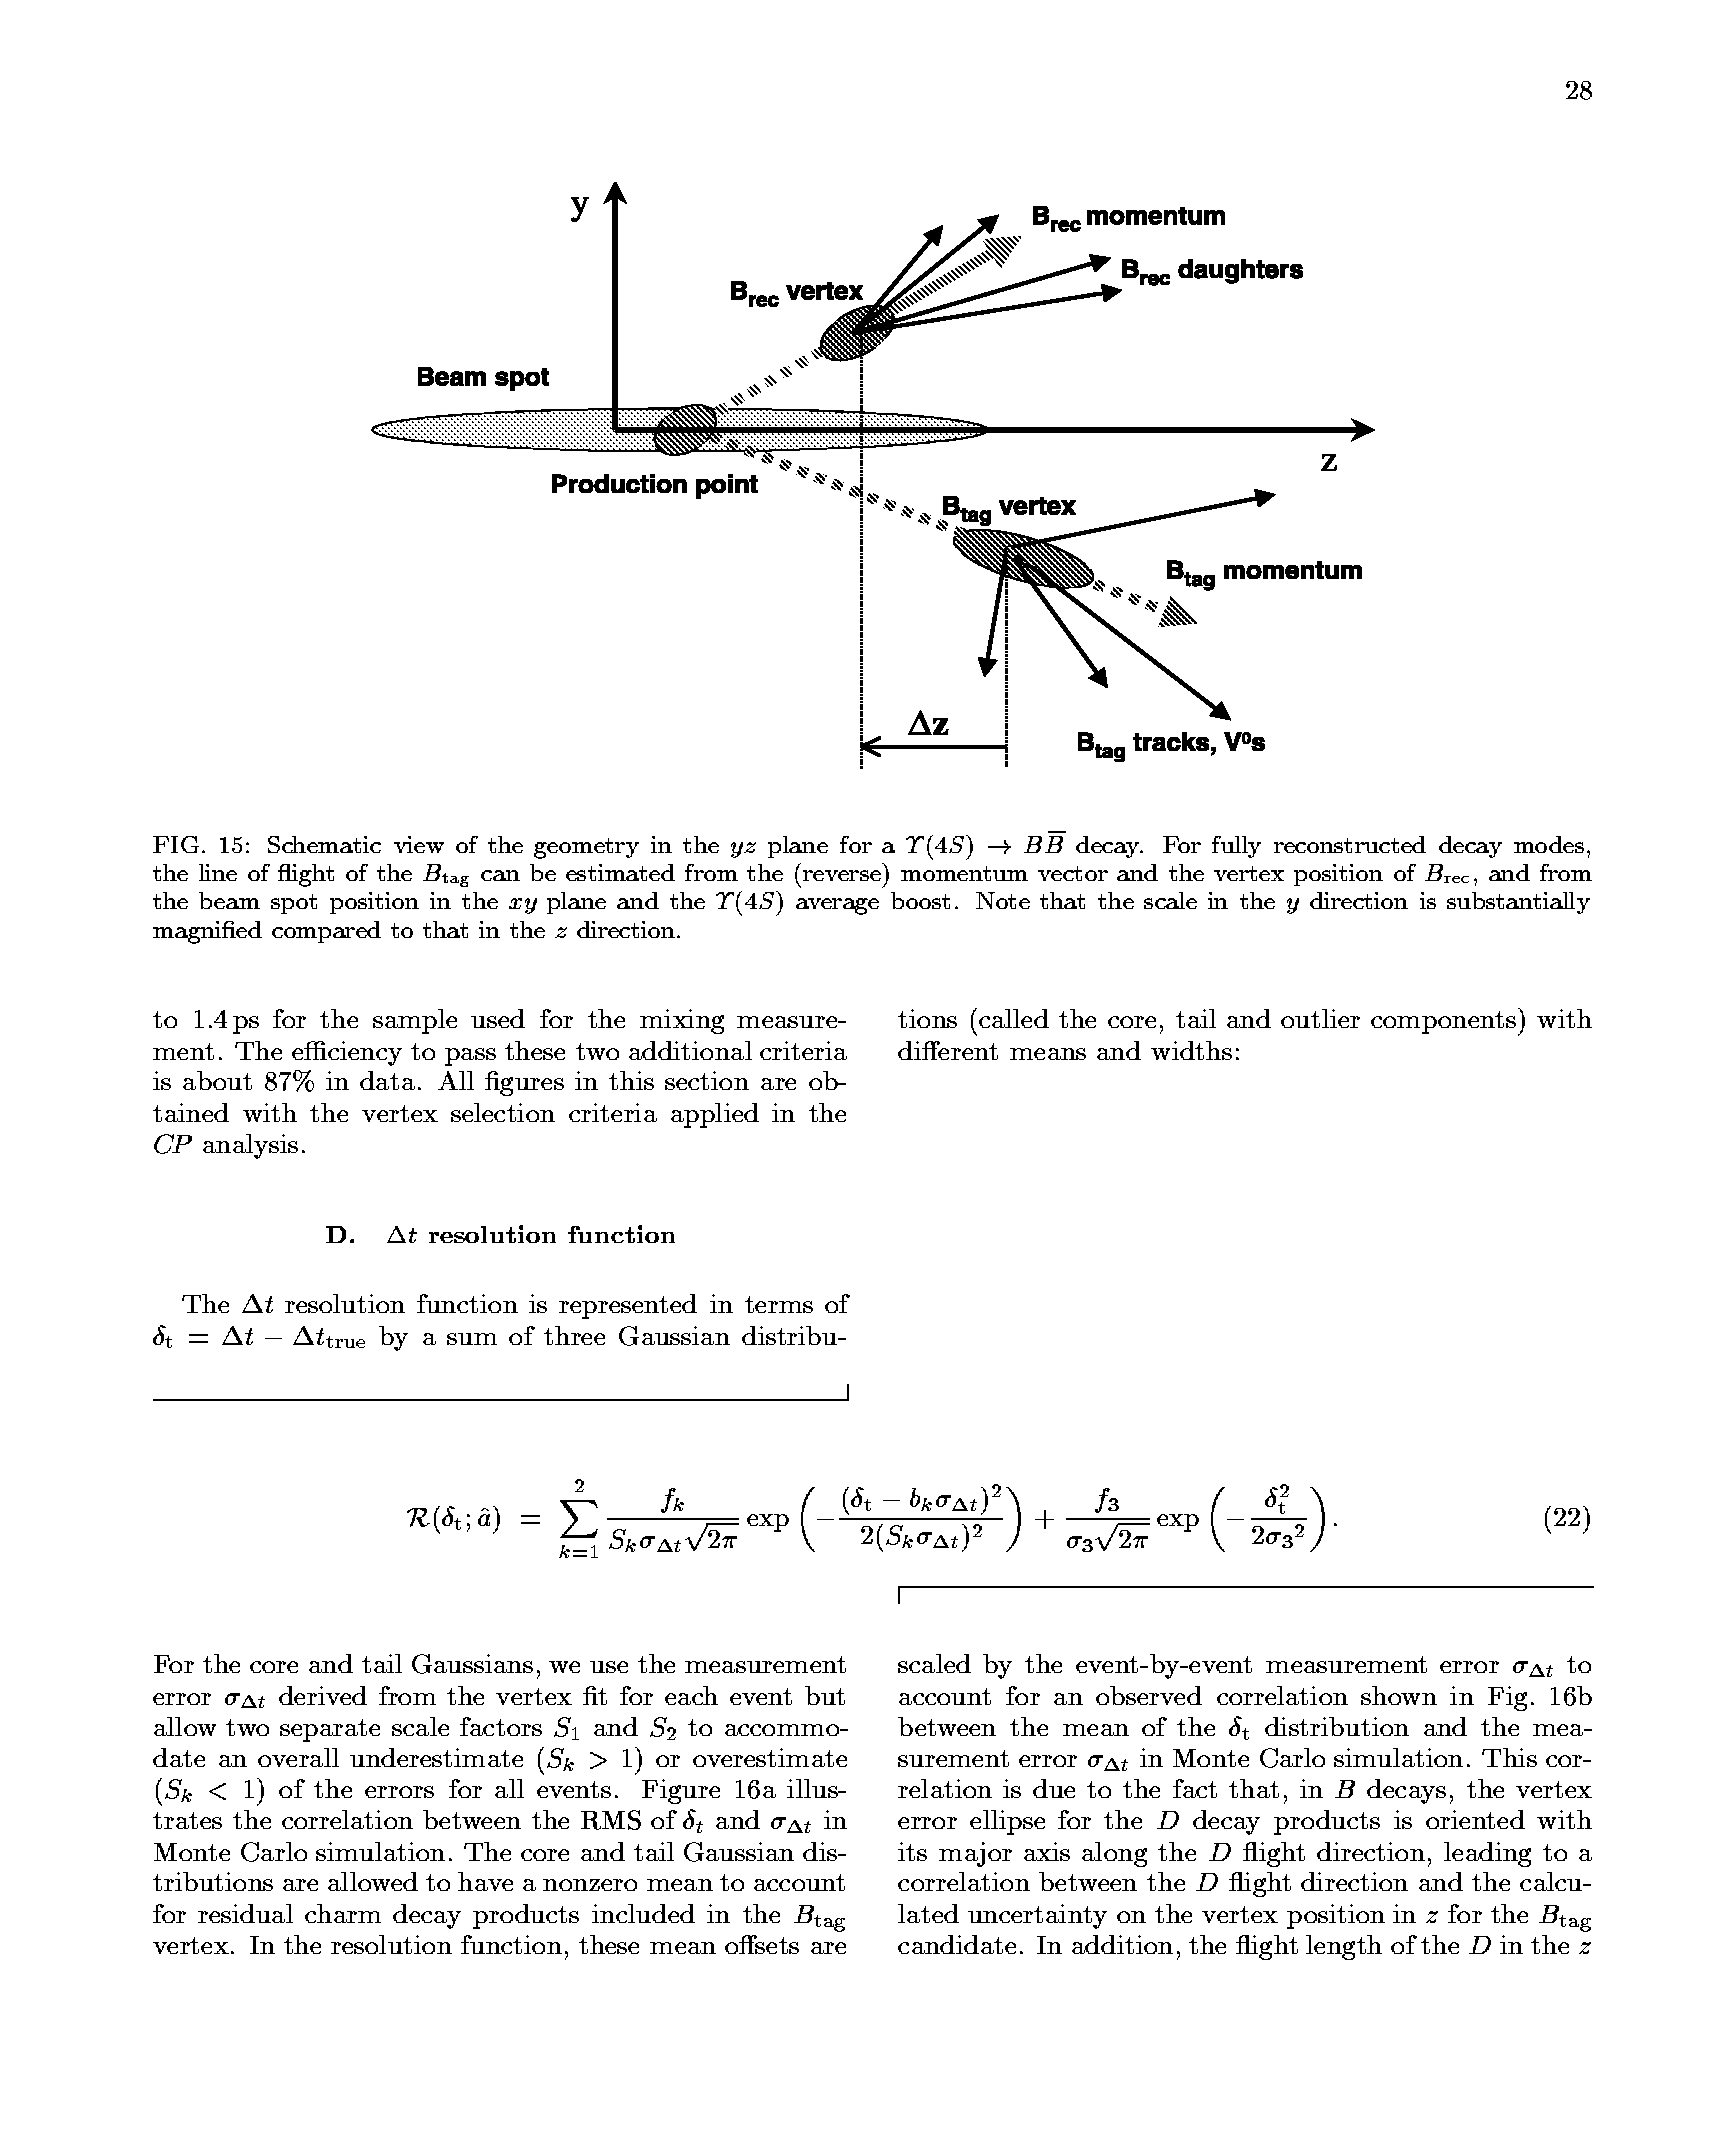 28
y
B_rec momentum
B_rec daughters
B_rec vertex
Beam spot
z
Production point
B_tag vertex
B_tag momentum
Δz
B_tag tracks, V⁰s
FIG. 15: Schematic view of the geometry in the yz plane for a ϒ(4S) → BB̅ decay. For fully reconstructed decay modes,
the line of flight of the B_tag can be estimated from the (reverse) momentum vector and the vertex position of B_rec, and from
the beam spot position in the xy plane and the ϒ(4S) average boost. Note that the scale in the y direction is substantially
magnified compared to that in the z direction.
to 1.4 ps for the sample used for the mixing measure-
ment. The efficiency to pass these two additional criteria
is about 87% in data. All figures in this section are ob-
tained with the vertex selection criteria applied in the
CP analysis.
D. Δt resolution function
The Δt resolution function is represented in terms of
δ_t = Δt − Δt_true by a sum of three Gaussian distribu-
tions (called the core, tail and outlier components) with
different means and widths:
R(δ_t; â) = ∑_{k=1}^{2} f_k/(S_kσ_Δt√2π) exp(−(δ_t − b_kσ_Δt)²/(2(S_kσ_Δt)²)) + f_3/(σ_3√2π) exp(−δ_t²/(2σ_3²)). (22)
For the core and tail Gaussians, we use the measurement
error σ_Δt derived from the vertex fit for each event but
allow two separate scale factors S_1 and S_2 to accommo-
date an overall underestimate (S_k > 1) or overestimate
(S_k < 1) of the errors for all events. Figure 16a illus-
trates the correlation between the RMS of δ_t and σ_Δt in
Monte Carlo simulation. The core and tail Gaussian dis-
tributions are allowed to have a nonzero mean to account
for residual charm decay products included in the B_tag
vertex. In the resolution function, these mean offsets are
scaled by the event-by-event measurement error σ_Δt to
account for an observed correlation shown in Fig. 16b
between the mean of the δ_t distribution and the mea-
surement error σ_Δt in Monte Carlo simulation. This cor-
relation is due to the fact that, in B decays, the vertex
error ellipse for the D decay products is oriented with
its major axis along the D flight direction, leading to a
correlation between the D flight direction and the calcu-
lated uncertainty on the vertex position in z for the B_tag
candidate. In addition, the flight length of the D in the z